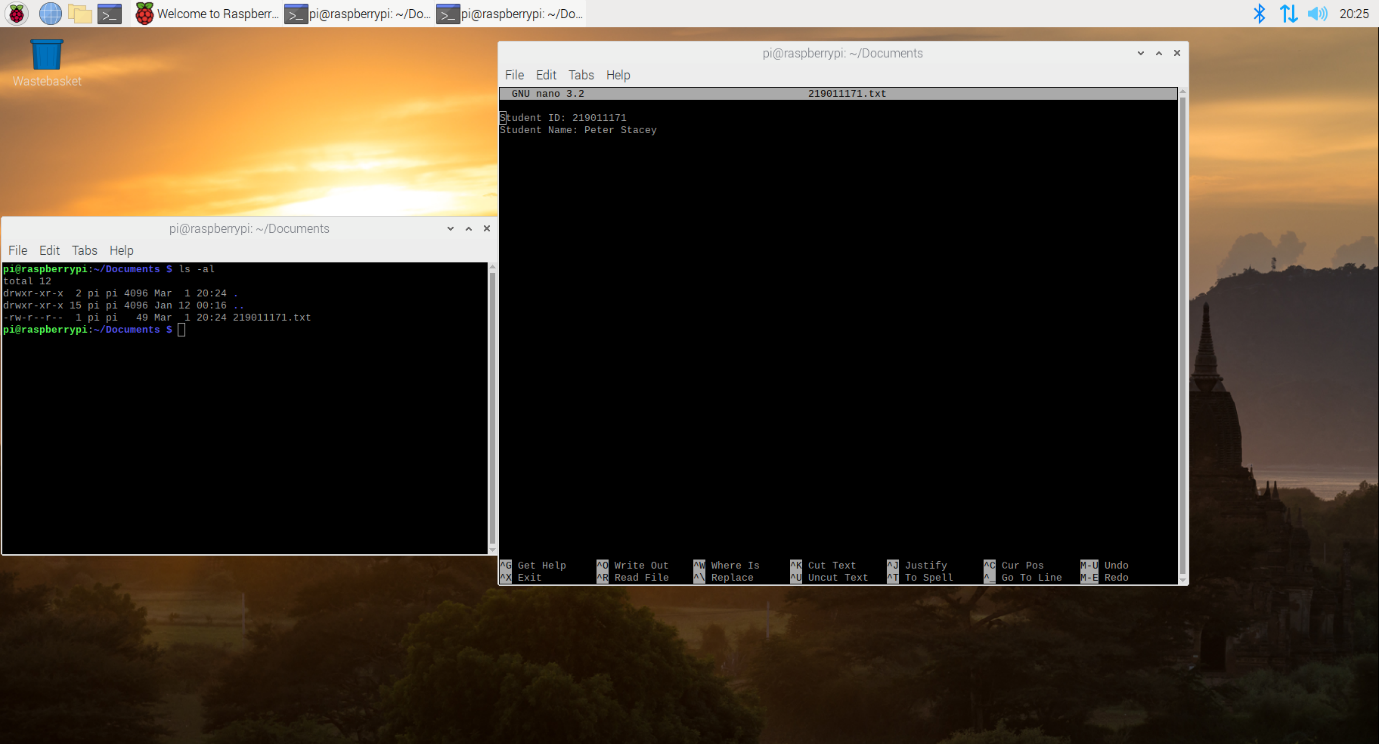 Welcome to Raspberr...
pi@raspberrypi: ~/Do...
pi@raspberrypi: ~/Do...
20:25
Wastebasket
pi@raspberrypi: ~/Documents
File Edit Tabs Help
GNU nano 3.2 219011171.txt
Student ID: 219011171
Student Name: Peter Stacey
^G Get Help ^O Write Out ^W Where Is ^K Cut Text ^J Justify ^C Cur Pos M-U Undo
^X Exit ^R Read File ^\ Replace ^U Uncut Text ^T To Spell ^_ Go To Line M-E Redo
pi@raspberrypi: ~/Documents
File Edit Tabs Help
pi@raspberrypi:~/Documents $ ls -al
total 12
drwxr-xr-x 2 pi pi 4096 Mar 1 20:24 .
drwxr-xr-x 15 pi pi 4096 Jan 12 00:16 ..
-rw-r--r-- 1 pi pi 49 Mar 1 20:24 219011171.txt
pi@raspberrypi:~/Documents $